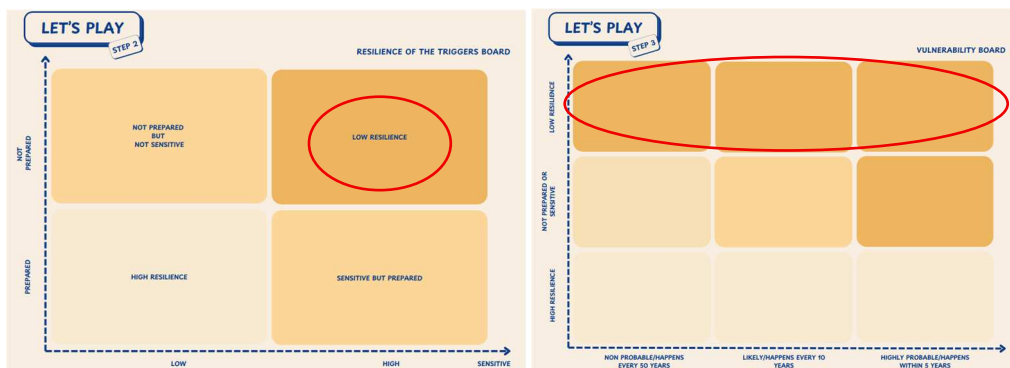 LET'S PLAY
STEP 2
RESILIENCE OF THE TRIGGERS BOARD
NOT
PREPARED
NOT PREPARED
BUT
NOT SENSITIVE
LOW RESILIENCE
PREPARED
HIGH RESILIENCE
SENSITIVE BUT PREPARED
LOW
HIGH
SENSITIVE
LET'S PLAY
STEP 3
VULNERABILITY BOARD
LOW RESILIENCE
NOT PREPARED OR
SENSITIVE
HIGH RESILIENCE
NON PROBABLE/HAPPENS
EVERY 50 YEARS
LIKELY/HAPPENS EVERY 10
YEARS
HIGHLY PROBABLE/HAPPENS
WITHIN 5 YEARS